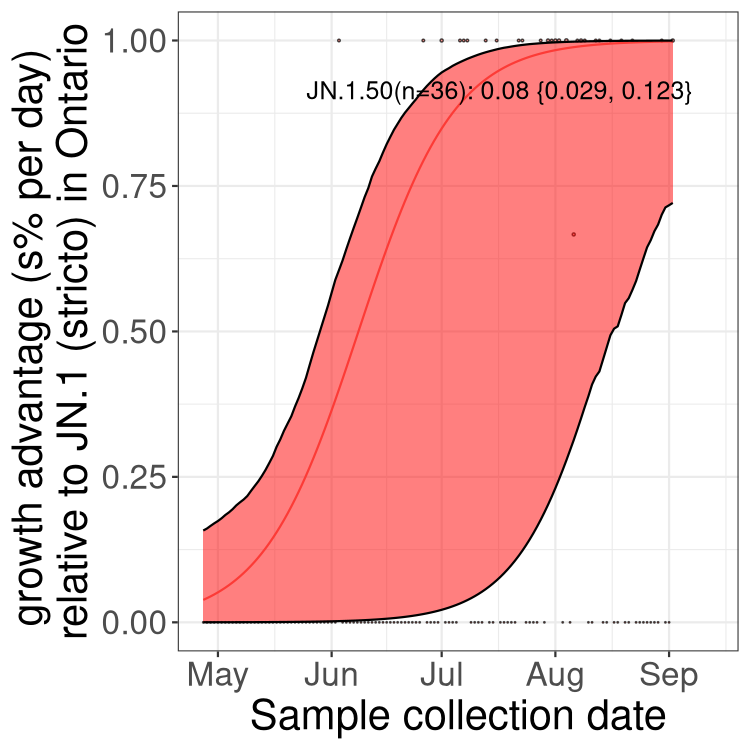 growth advantage (s% per day)
relative to JN.1 (stricto) in Ontario
1.00
0.75
0.50
0.25
0.00
JN.1.50(n=36): 0.08 {0.029, 0.123}
May Jun Jul Aug Sep
Sample collection date